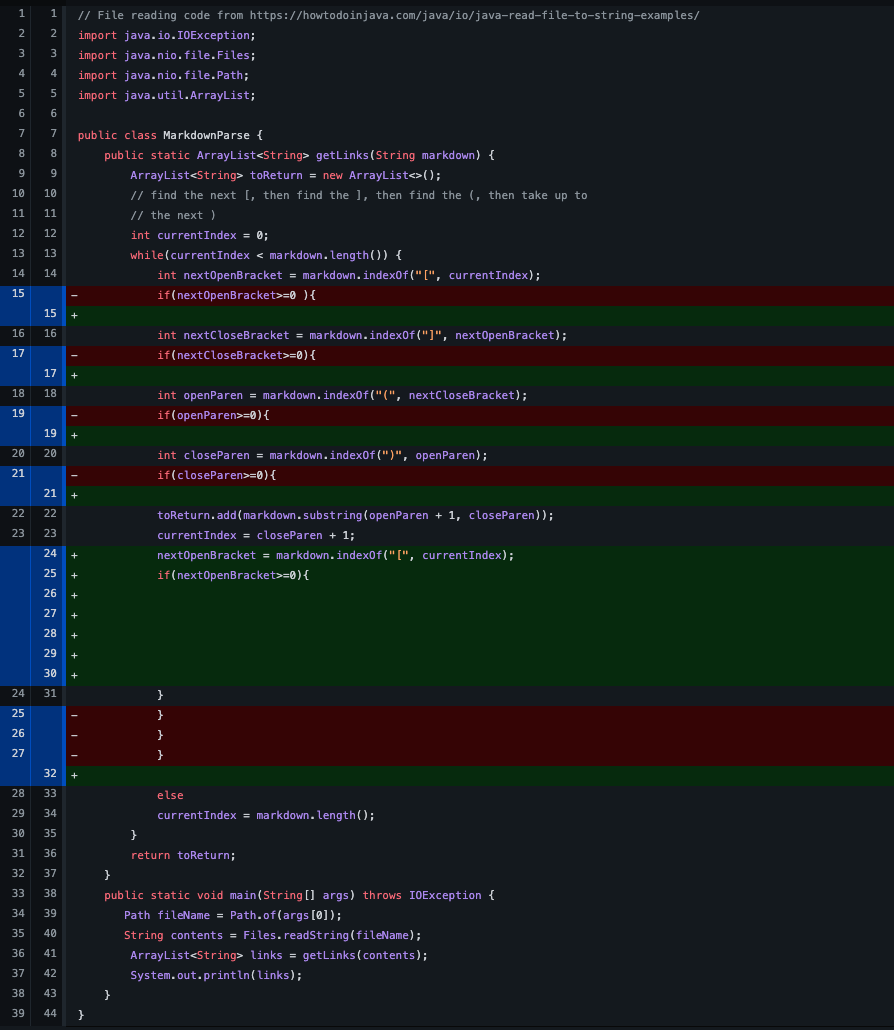 1 1 // File reading code from https://howtodoinjava.com/java/io/java-read-file-to-string-examples/
2 2 import java.io.IOException;
3 3 import java.nio.file.Files;
4 4 import java.nio.file.Path;
5 5 import java.util.ArrayList;
6 6
7 7 public class MarkdownParse {
8 8     public static ArrayList<String> getLinks(String markdown) {
9 9         ArrayList<String> toReturn = new ArrayList<>();
10 10         // find the next [, then find the ], then find the (, then take up to
11 11         // the next )
12 12         int currentIndex = 0;
13 13         while(currentIndex < markdown.length()) {
14 14             int nextOpenBracket = markdown.indexOf("[", currentIndex);
15 -             if(nextOpenBracket>=0 ){
15 +
16 16             int nextCloseBracket = markdown.indexOf("]", nextOpenBracket);
17 -             if(nextCloseBracket>=0){
17 +
18 18             int openParen = markdown.indexOf("(", nextCloseBracket);
19 -             if(openParen>=0){
19 +
20 20             int closeParen = markdown.indexOf(")", openParen);
21 -             if(closeParen>=0){
21 +
22 22             toReturn.add(markdown.substring(openParen + 1, closeParen));
23 23             currentIndex = closeParen + 1;
24 +             nextOpenBracket = markdown.indexOf("[", currentIndex);
25 +             if(nextOpenBracket>=0){
26 +
27 +
28 +
29 +
30 +
24 31             }
25 -             }
26 -             }
27 -             }
32 +
28 33             else
29 34             currentIndex = markdown.length();
30 35         }
31 36         return toReturn;
32 37     }
33 38     public static void main(String[] args) throws IOException {
34 39        Path fileName = Path.of(args[0]);
35 40        String contents = Files.readString(fileName);
36 41         ArrayList<String> links = getLinks(contents);
37 42         System.out.println(links);
38 43     }
39 44 }